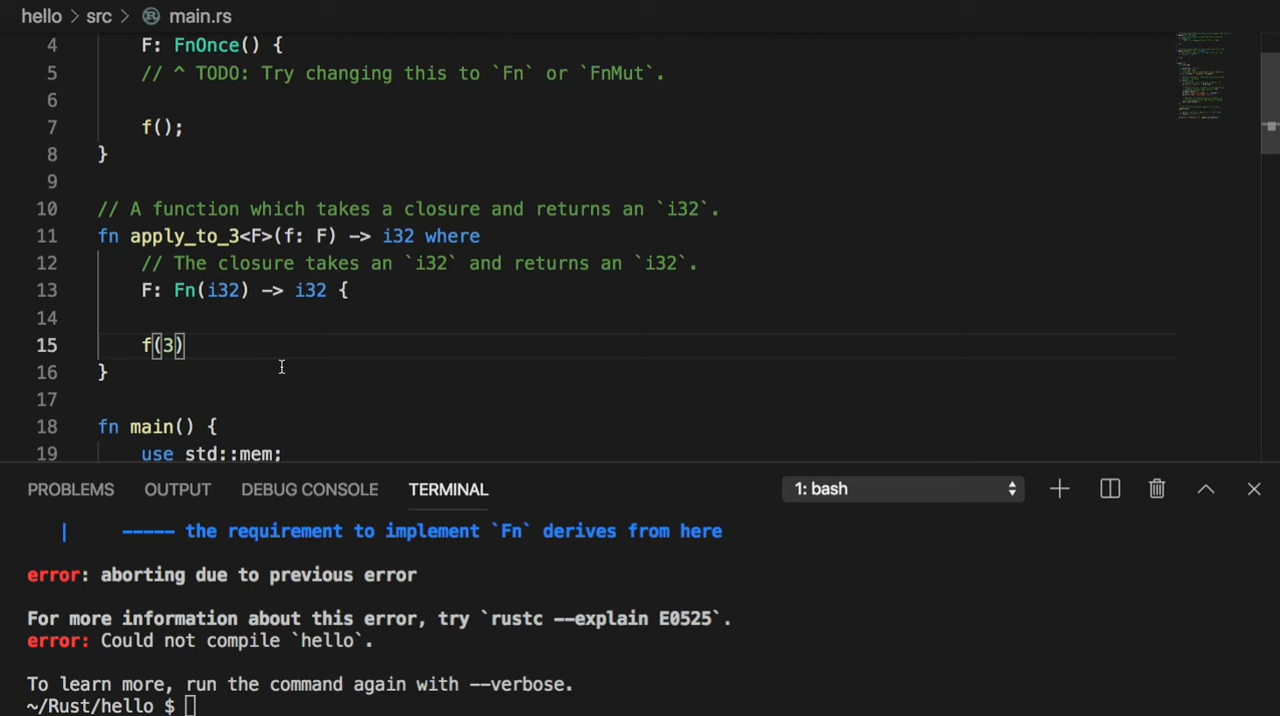 hello > src > main.rs
4 F: FnOnce() {
5 // ^ TODO: Try changing this to `Fn` or `FnMut`.
6
7 f();
8 }
9
10 // A function which takes a closure and returns an `i32`.
11 fn apply_to_3<F>(f: F) -> i32 where
12 // The closure takes an `i32` and returns an `i32`.
13 F: Fn(i32) -> i32 {
14
15 f(3)
16 }
17
18 fn main() {
19 use std::mem;
PROBLEMS OUTPUT DEBUG CONSOLE TERMINAL 1: bash
| ----- the requirement to implement `Fn` derives from here
error: aborting due to previous error
For more information about this error, try `rustc --explain E0525`.
error: Could not compile `hello`.
To learn more, run the command again with --verbose.
~/Rust/hello $